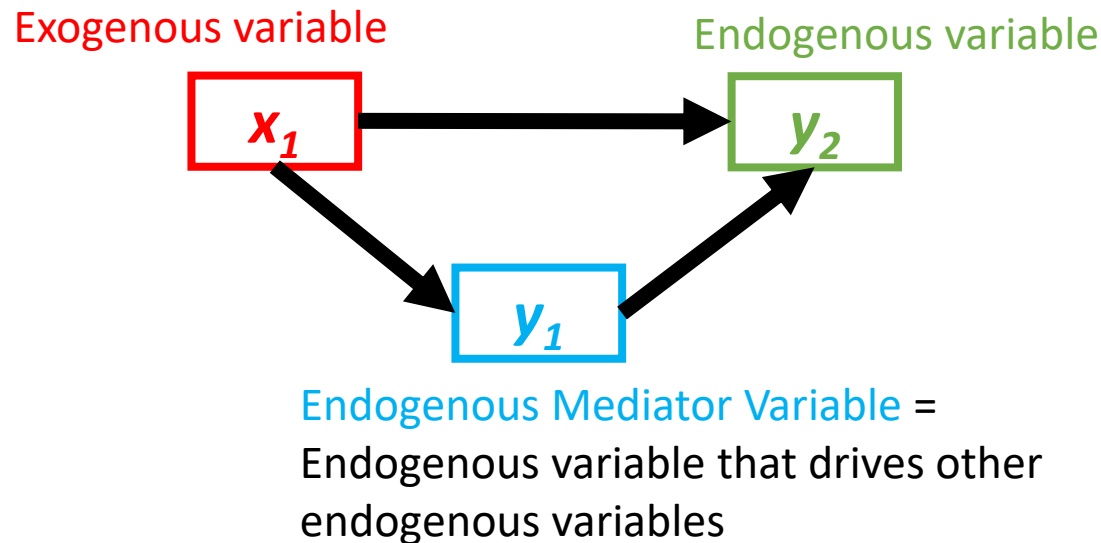 Exogenous variable
Endogenous variable
x1
y2
y1
Endogenous Mediator Variable =
Endogenous variable that drives other
endogenous variables